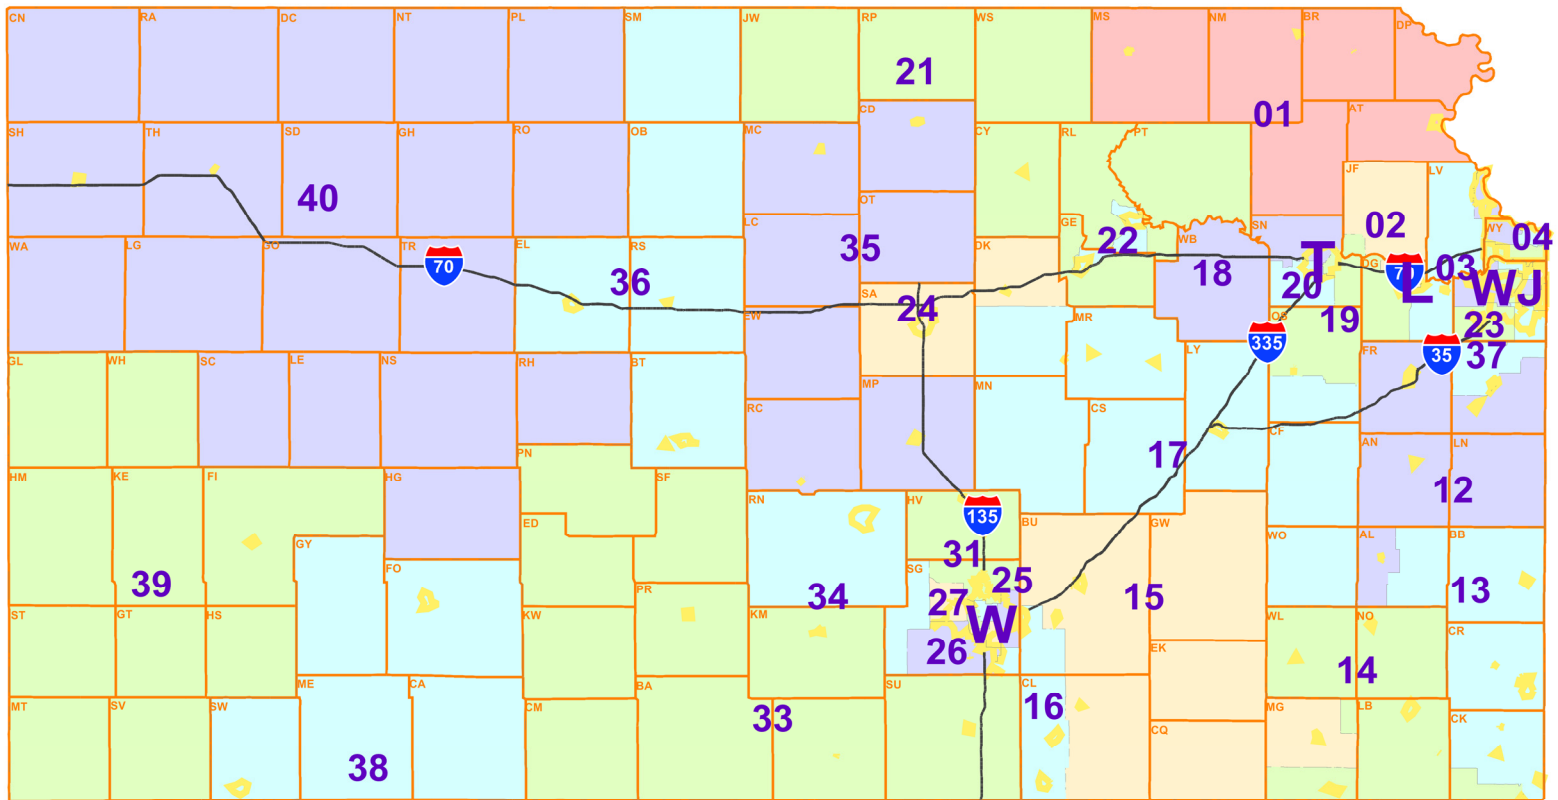 CN RA DC NT PL SM JW RP WS MS NM BR DP
21
01
CD AT
SH TH SD GH RO OB MC CY RL PT
JF LV
40
OT
LC GE SN WY
02 04
WA LG GO TR EL RS 35 DK 22 WB T
70 36 18 DG 70 L 03 WJ
SA 20
24
EW MR OS 19 23
335 35 37
GL WH SC LE NS RH BT LY FR
MP MN
RC CS
CF
AN LN
PN 17
HM KE FI HG SF 12
RN HV
135
ED BU GW
GY WO AL DB
31
FO SG
39 PR 25 13
34 27 15
ST GT HS KW KM WL NO
W CR
26 EK
14
ME CA BA SU CL
MT SV SW CM 16 MG LB
33 CK
CQ
38